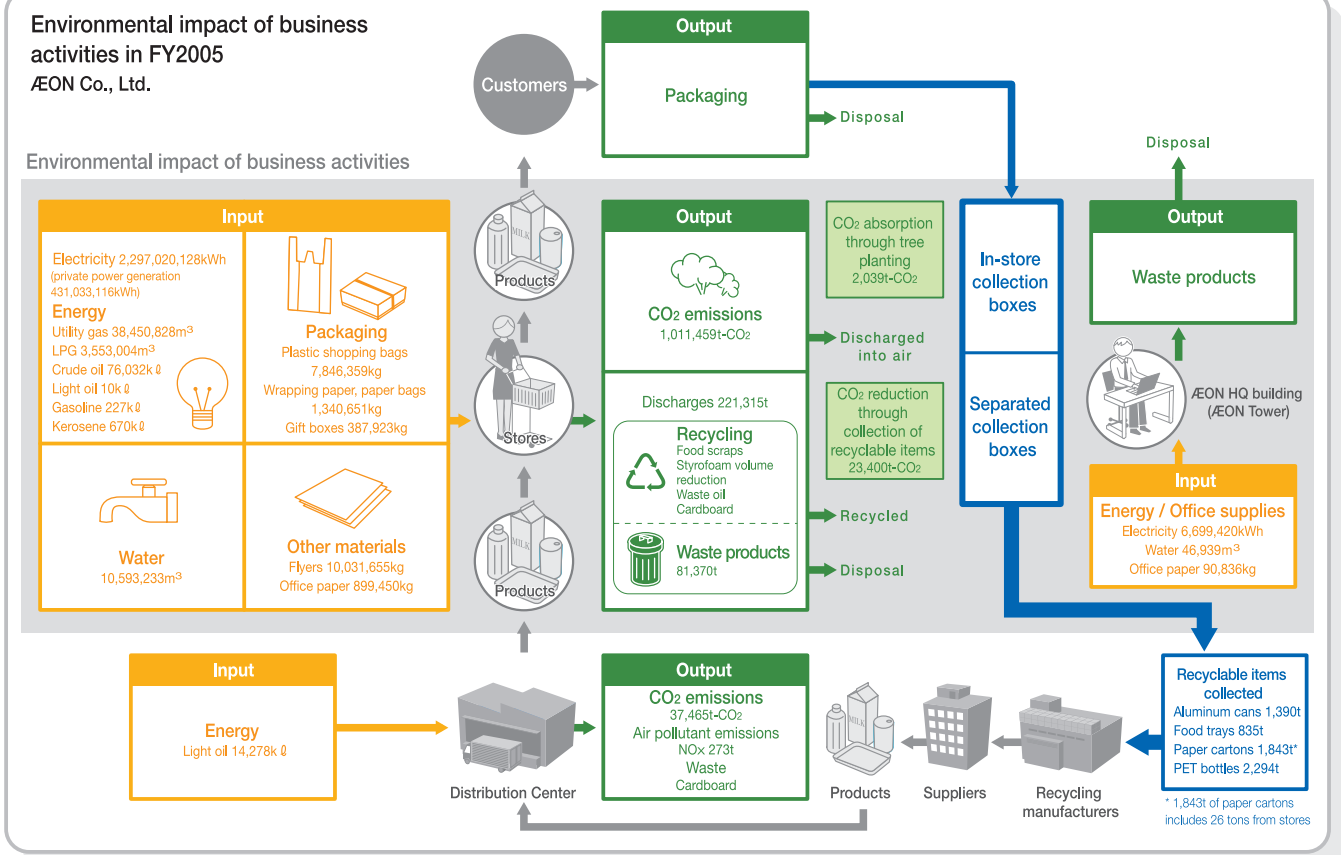 Environmental impact of business
activities in FY2005
ÆON Co., Ltd.
Customers
Output
Packaging
Disposal
Environmental impact of business activities
Input
Electricity 2,297,020,128kWh
(private power generation
431,033,116kWh)
Energy
Utility gas 38,450,828m³
LPG 3,553,004m³
Crude oil 76,032kℓ
Light oil 10kℓ
Gasoline 227kℓ
Kerosene 670kℓ
Packaging
Plastic shopping bags
7,846,359kg
Wrapping paper, paper bags
1,340,651kg
Gift boxes 387,923kg
Water
10,593,233m³
Other materials
Flyers 10,031,655kg
Office paper 899,450kg
MILK
Products
Stores
MILK
Products
Output
CO₂ emissions
1,011,459t-CO₂
Discharges 221,315t
Recycling
Food scraps
Styrofoam volume
reduction
Waste oil
Cardboard
Waste products
81,370t
CO₂ absorption
through tree
planting
2,039t-CO₂
Discharged
into air
CO₂ reduction
through
collection of
recyclable items
23,400t-CO₂
Recycled
Disposal
In-store
collection
boxes
Separated
collection
boxes
Disposal
Output
Waste products
ÆON HQ building
(ÆON Tower)
Input
Energy / Office supplies
Electricity 6,699,420kWh
Water 46,939m³
Office paper 90,836kg
Input
Energy
Light oil 14,278kℓ
Distribution Center
Output
CO₂ emissions
37,465t-CO₂
Air pollutant emissions
NOx 273t
Waste
Cardboard
MILK
Products
Suppliers
Recycling
manufacturers
Recyclable items
collected
Aluminum cans 1,390t
Food trays 835t
Paper cartons 1,843t*
PET bottles 2,294t
* 1,843t of paper cartons
includes 26 tons from stores